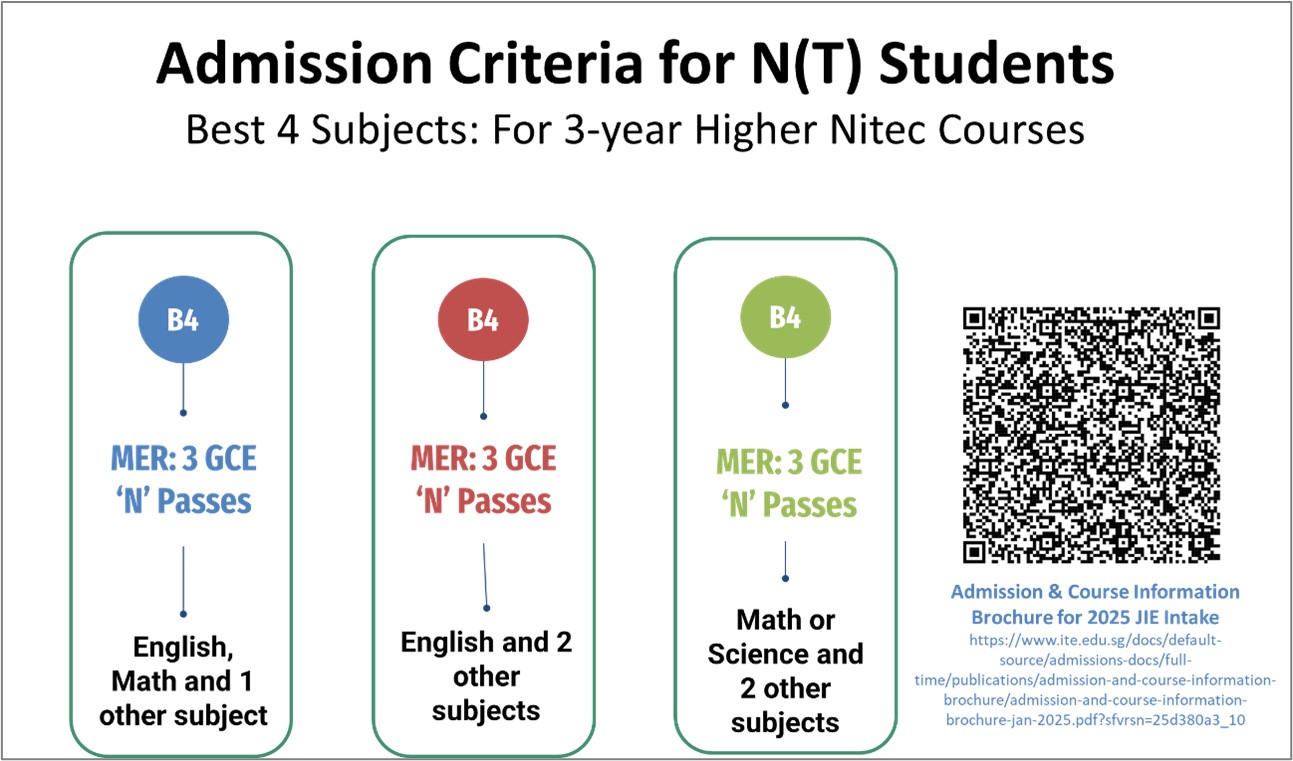 Admission Criteria for N(T) Students
Best 4 Subjects: For 3-year Higher Nitec Courses
B4
MER: 3 GCE
‘N’ Passes
English,
Math and 1
other subject
B4
MER: 3 GCE
‘N’ Passes
English and 2
other
subjects
B4
MER: 3 GCE
‘N’ Passes
Math or
Science and
2 other
subjects
Admission & Course Information
Brochure for 2025 JIE Intake
https://www.ite.edu.sg/docs/default-
source/admissions-docs/full-
time/publications/admission-and-course-information-
brochure/admission-and-course-information-
brochure-jan-2025.pdf?sfvrsn=25d380a3_10